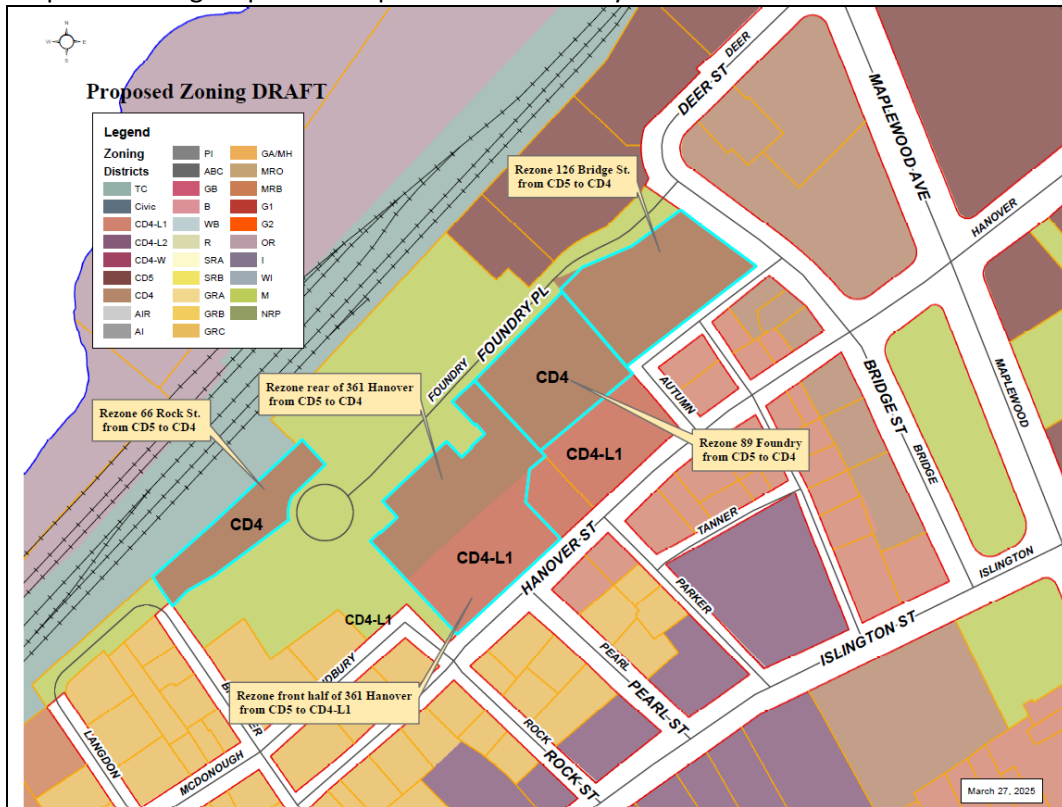 N
W
E
S
Proposed Zoning DRAFT
Legend
Zoning
Districts
TC
Civic
CD4-L1
CD4-L2
CD4-W
CD5
CD4
AIR
AI
PI
ABC
GB
B
WB
R
SRA
SRB
GRA
GRB
GRC
GA/MH
MRO
MRB
G1
G2
OR
I
WI
M
NRP
DEER
DEER ST
MAPLEWOOD AVE
HANOVER
Rezone 126 Bridge St.
from CD5 to CD4
FOUNDRY PL
FOUNDRY
Rezone rear of 361 Hanover
from CD5 to CD4
Rezone 66 Rock St.
from CD5 to CD4
CD4
AUTUMN
BRIDGE ST
MAPLEWOOD
Rezone 89 Foundry
from CD5 to CD4
CD4-L1
BRIDGE
CD4
TANNER
CD4-L1
HANOVER ST
ISLINGTON
PARKER
CD4-L1
ISLINGTON ST
PEARL
PEARL ST
Rezone front half of 361 Hanover
from CD5 to CD4-L1
LANGDON
MCDONOUGH
ROCK
ROCK ST
March 27, 2025